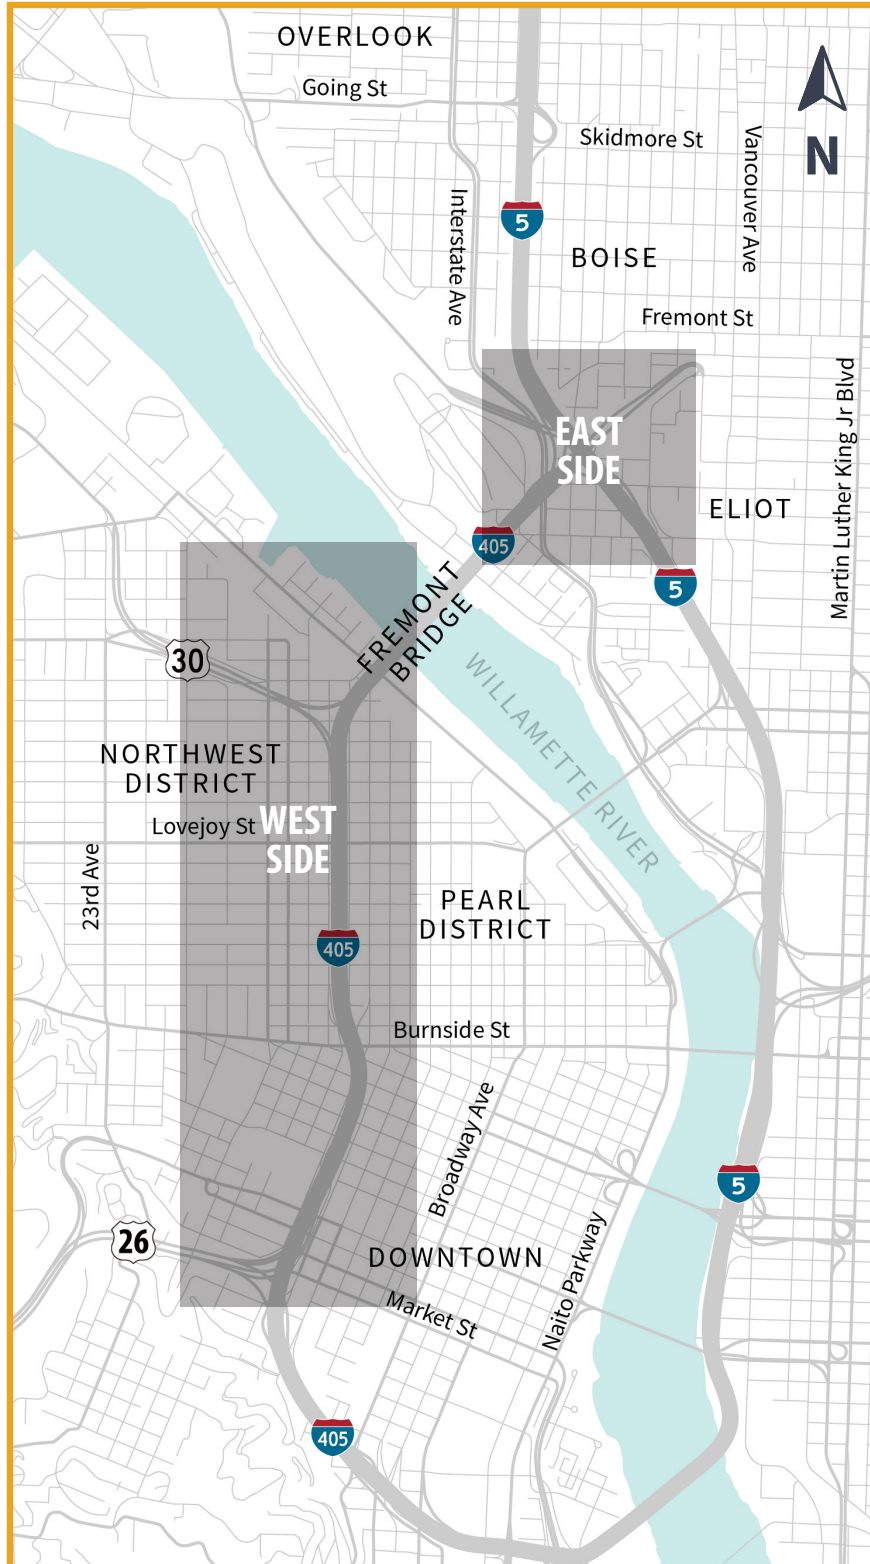 OVERLOOK
Going St
Skidmore St
Vancouver Ave
N
Interstate Ave
5
BOISE
Fremont St
Martin Luther King Jr Blvd
EAST
SIDE
ELIOT
405
5
FREMONT
BRIDGE
30
WILLAMETTE RIVER
NORTHWEST
DISTRICT
Lovejoy St
WEST
SIDE
23rd Ave
PEARL
DISTRICT
405
Burnside St
Broadway Ave
5
26
DOWNTOWN
Naito Parkway
Market St
405